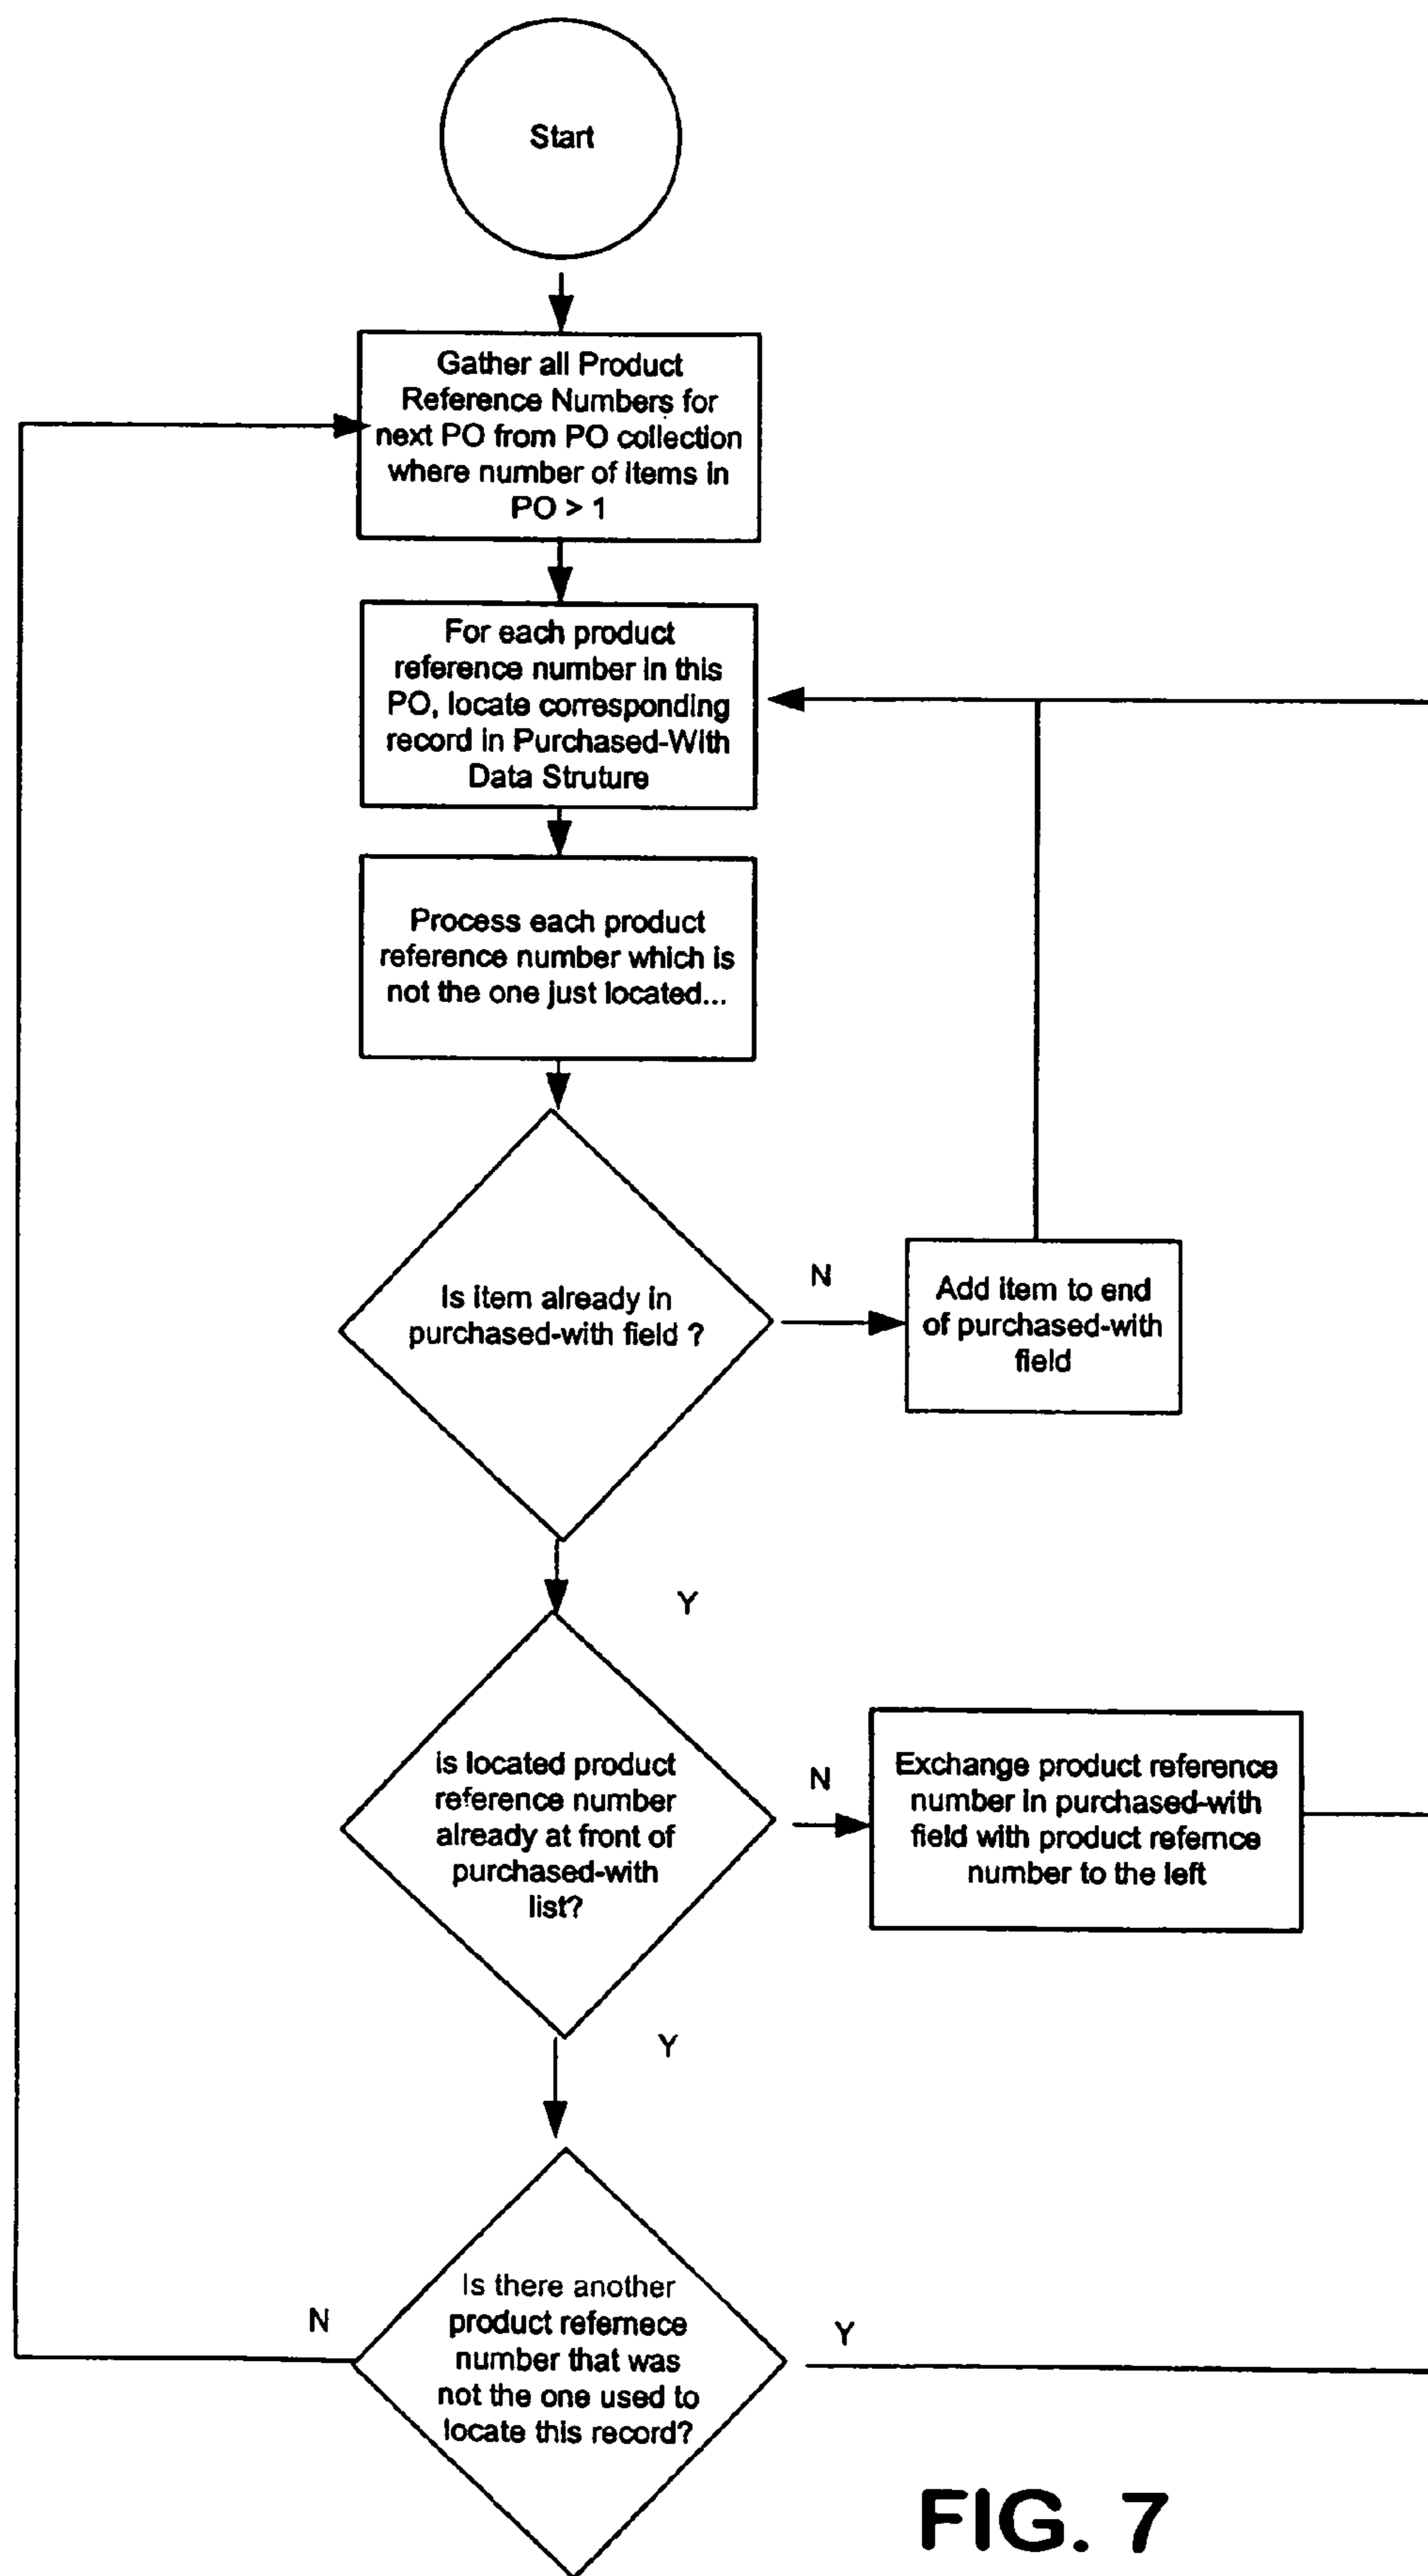 Start
Gather all Product
Reference Numbers for
next PO from PO collection
where number of items in
PO > 1
For each product
reference number in this
PO, locate corresponding
record in Purchased-With
Data Struture
Process each product
reference number which is
not the one just located...
Is item already in
purchased-with field ?
N
Add item to end
of purchased-with
field
Y
is located product
reference number
already at front of
purchased-with
list?
N
Exchange product reference
number in purchased-with
field with product refernce
number to the left
Y
Is there another
product refernece
number that was
not the one used to
locate this record?
N
Y
FIG. 7